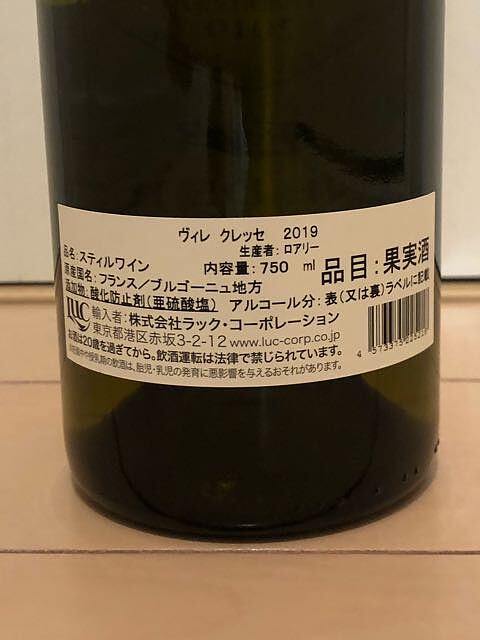 ヴィレ クレッセ 2019
生産者: ロアリー
品名: スティルワイン
内容量: 750 ml
品目: 果実酒
原産国名: フランス/ブルゴーニュ地方
添加物: 酸化防止剤(亜硫酸塩)
アルコール分: 表(又は裏)ラベルに記載
LUC
輸入者: 株式会社ラック・コーポレーション
東京都港区赤坂3-2-12 www.luc-corp.co.jp
お酒は20歳を過ぎてから。飲酒運転は法律で禁じられています。
妊娠中や授乳期の飲酒は、胎児・乳児の発育に悪影響を与えるおそれがあります。